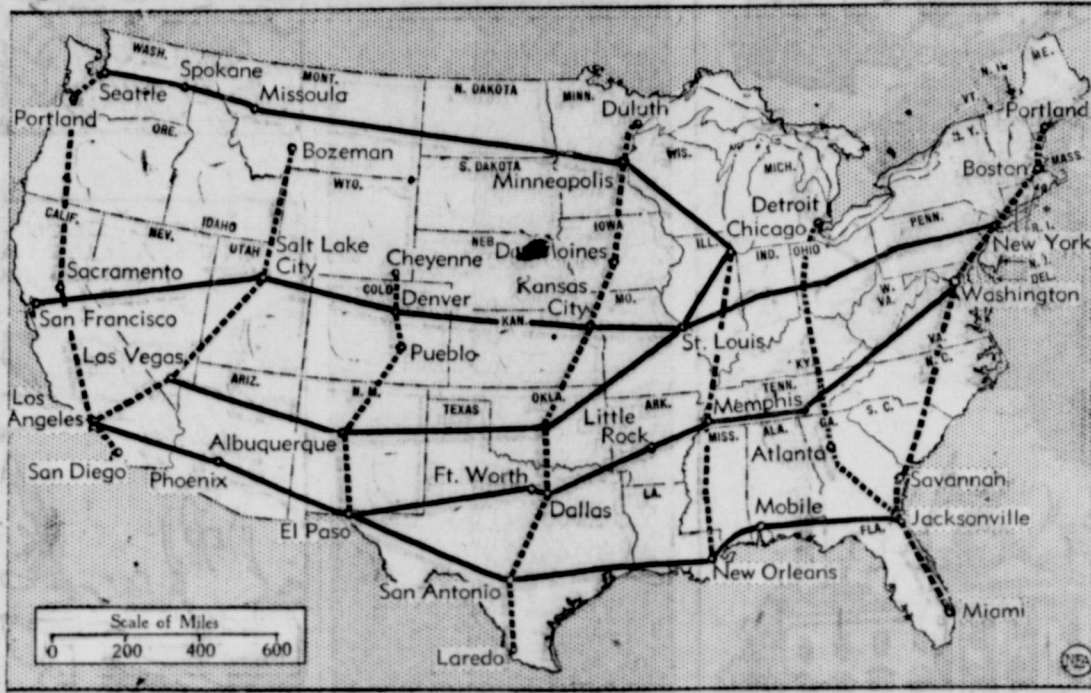 WASH.
Spokane
MONT.
N. DAKOTA
MINN.
Duluth
ME.
N. H.
VT.
Seattle
Missoula
Portland
Portland
ORE.
N. Y.
Bozeman
WIS.
MICH.
Boston
MASS.
WYO.
S. DAKOTA
Minneapolis
Detroit
CALIF.
NEV.
IDAHO
UTAH
IOWA
Chicago
PENN.
R. I.
NEB.
ILL.
IND.
OHIO
New York
Salt Lake
City
Cheyenne
Moines
N. J.
DEL.
Sacramento
COLO.
Denver
Kansas
City
MO.
W.
VA.
Washington
San Francisco
KAN.
St. Louis
VA.
Las Vegas
Pueblo
KY.
N. C.
ARIZ.
N. M.
OKLA.
TENN.
Los
Angeles
TEXAS
ARK.
Little
Rock
Memphis
S. C.
Albuquerque
MISS.
ALA.
GA.
San Diego
Phoenix
Ft. Worth
Atlanta
LA.
Savannah
El Paso
Dallas
Mobile
FLA.
Jacksonville
San Antonio
New Orleans
Scale of Miles
0 200 400 600
Miami
Laredo
NEA